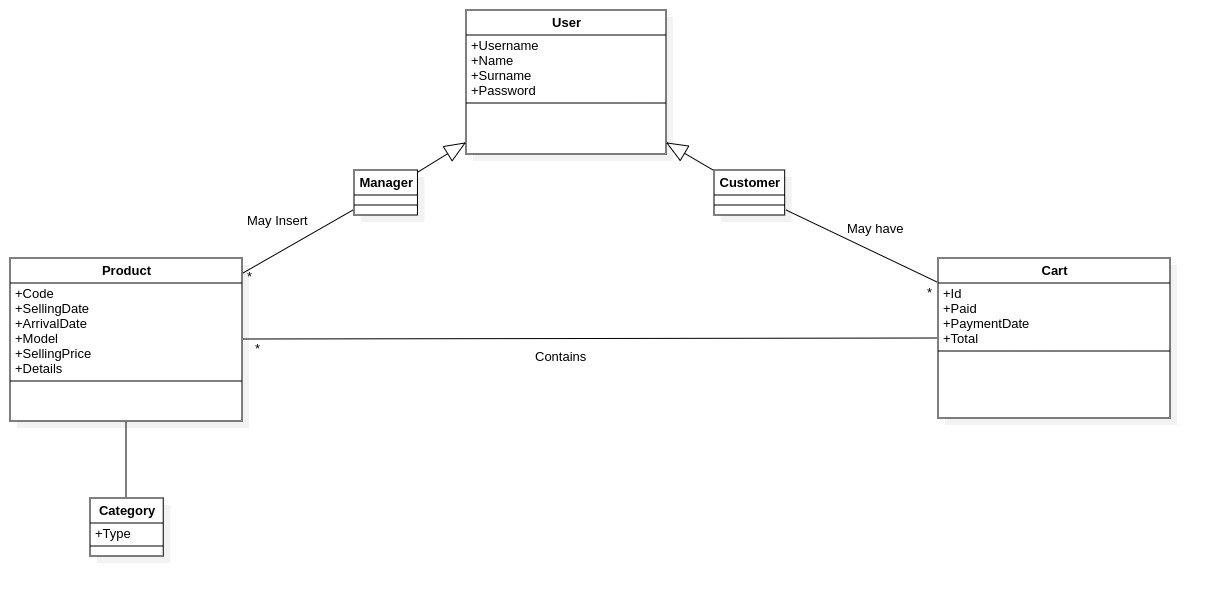 User
+Username
+Name
+Surname
+Password
Manager
Customer
May Insert
May have
Product
*
+Code
+SellingDate
+ArrivalDate
+Model
+SellingPrice
+Details
Cart
*
+Id
+Paid
+PaymentDate
+Total
*
Contains
Category
+Type